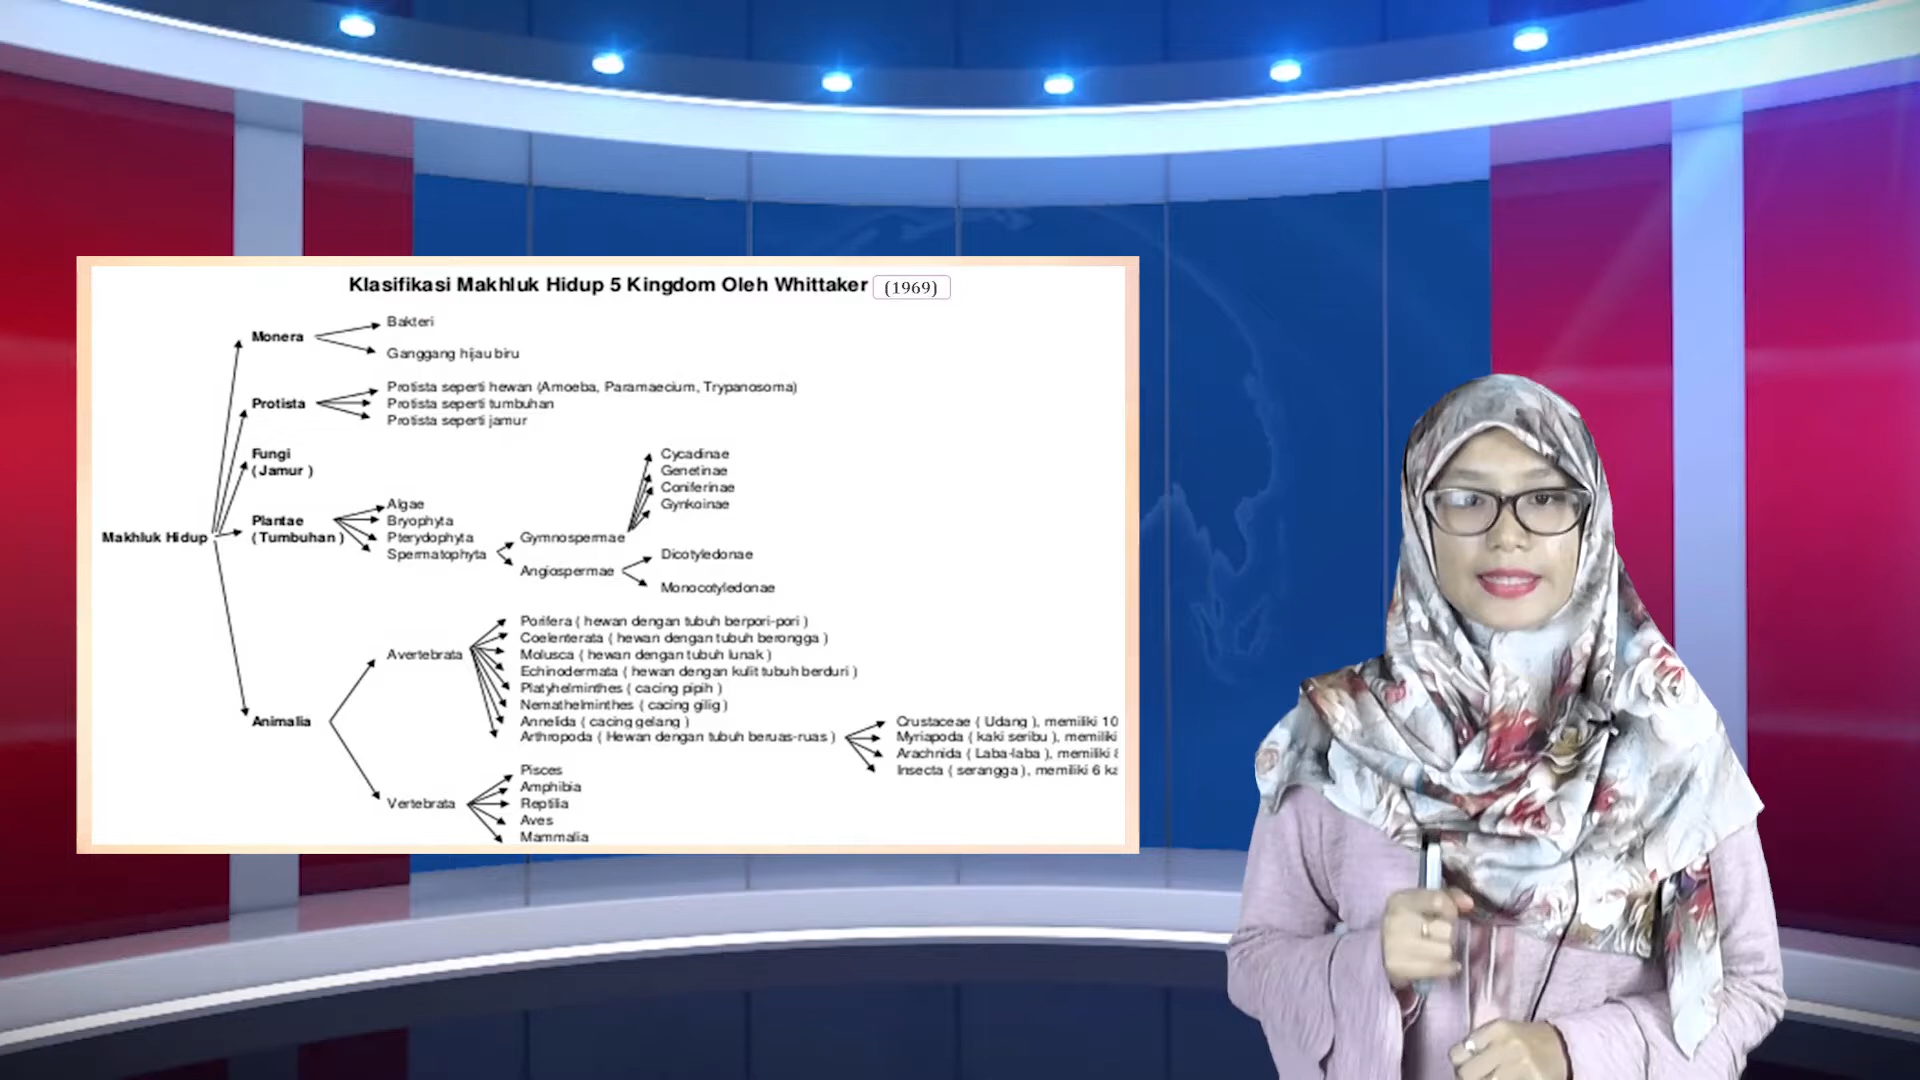 Klasifikasi Makhluk Hidup 5 Kingdom Oleh Whittaker (1969)
Makhluk Hidup
Monera
Bakteri
Ganggang hijau biru
Protista
Protista seperti hewan (Amoeba, Paramaecium, Trypanosoma)
Protista seperti tumbuhan
Protista seperti jamur
Fungi
( Jamur )
Plantae
( Tumbuhan )
Algae
Bryophyta
Pterydophyta
Spermatophyta
Gymnospermae
Cycadinae
Genetinae
Coniferinae
Gynkoinae
Angiospermae
Dicotyledonae
Monocotyledonae
Animalia
Avertebrata
Porifera ( hewan dengan tubuh berpori-pori )
Coelenterata ( hewan dengan tubuh berongga )
Molusca ( hewan dengan tubuh lunak )
Echinodermata ( hewan dengan kulit tubuh berduri )
Platyhelminthes ( cacing pipih )
Nemathelminthes ( cacing gilig )
Annelida ( cacing gelang )
Arthropoda ( Hewan dengan tubuh beruas-ruas )
Crustaceae ( Udang ), memiliki 10
Myriapoda ( kaki seribu ), memiliki
Arachnida ( Laba-laba ), memiliki
Insecta ( serangga ), memiliki 6
Vertebrata
Pisces
Amphibia
Reptilia
Aves
Mammalia